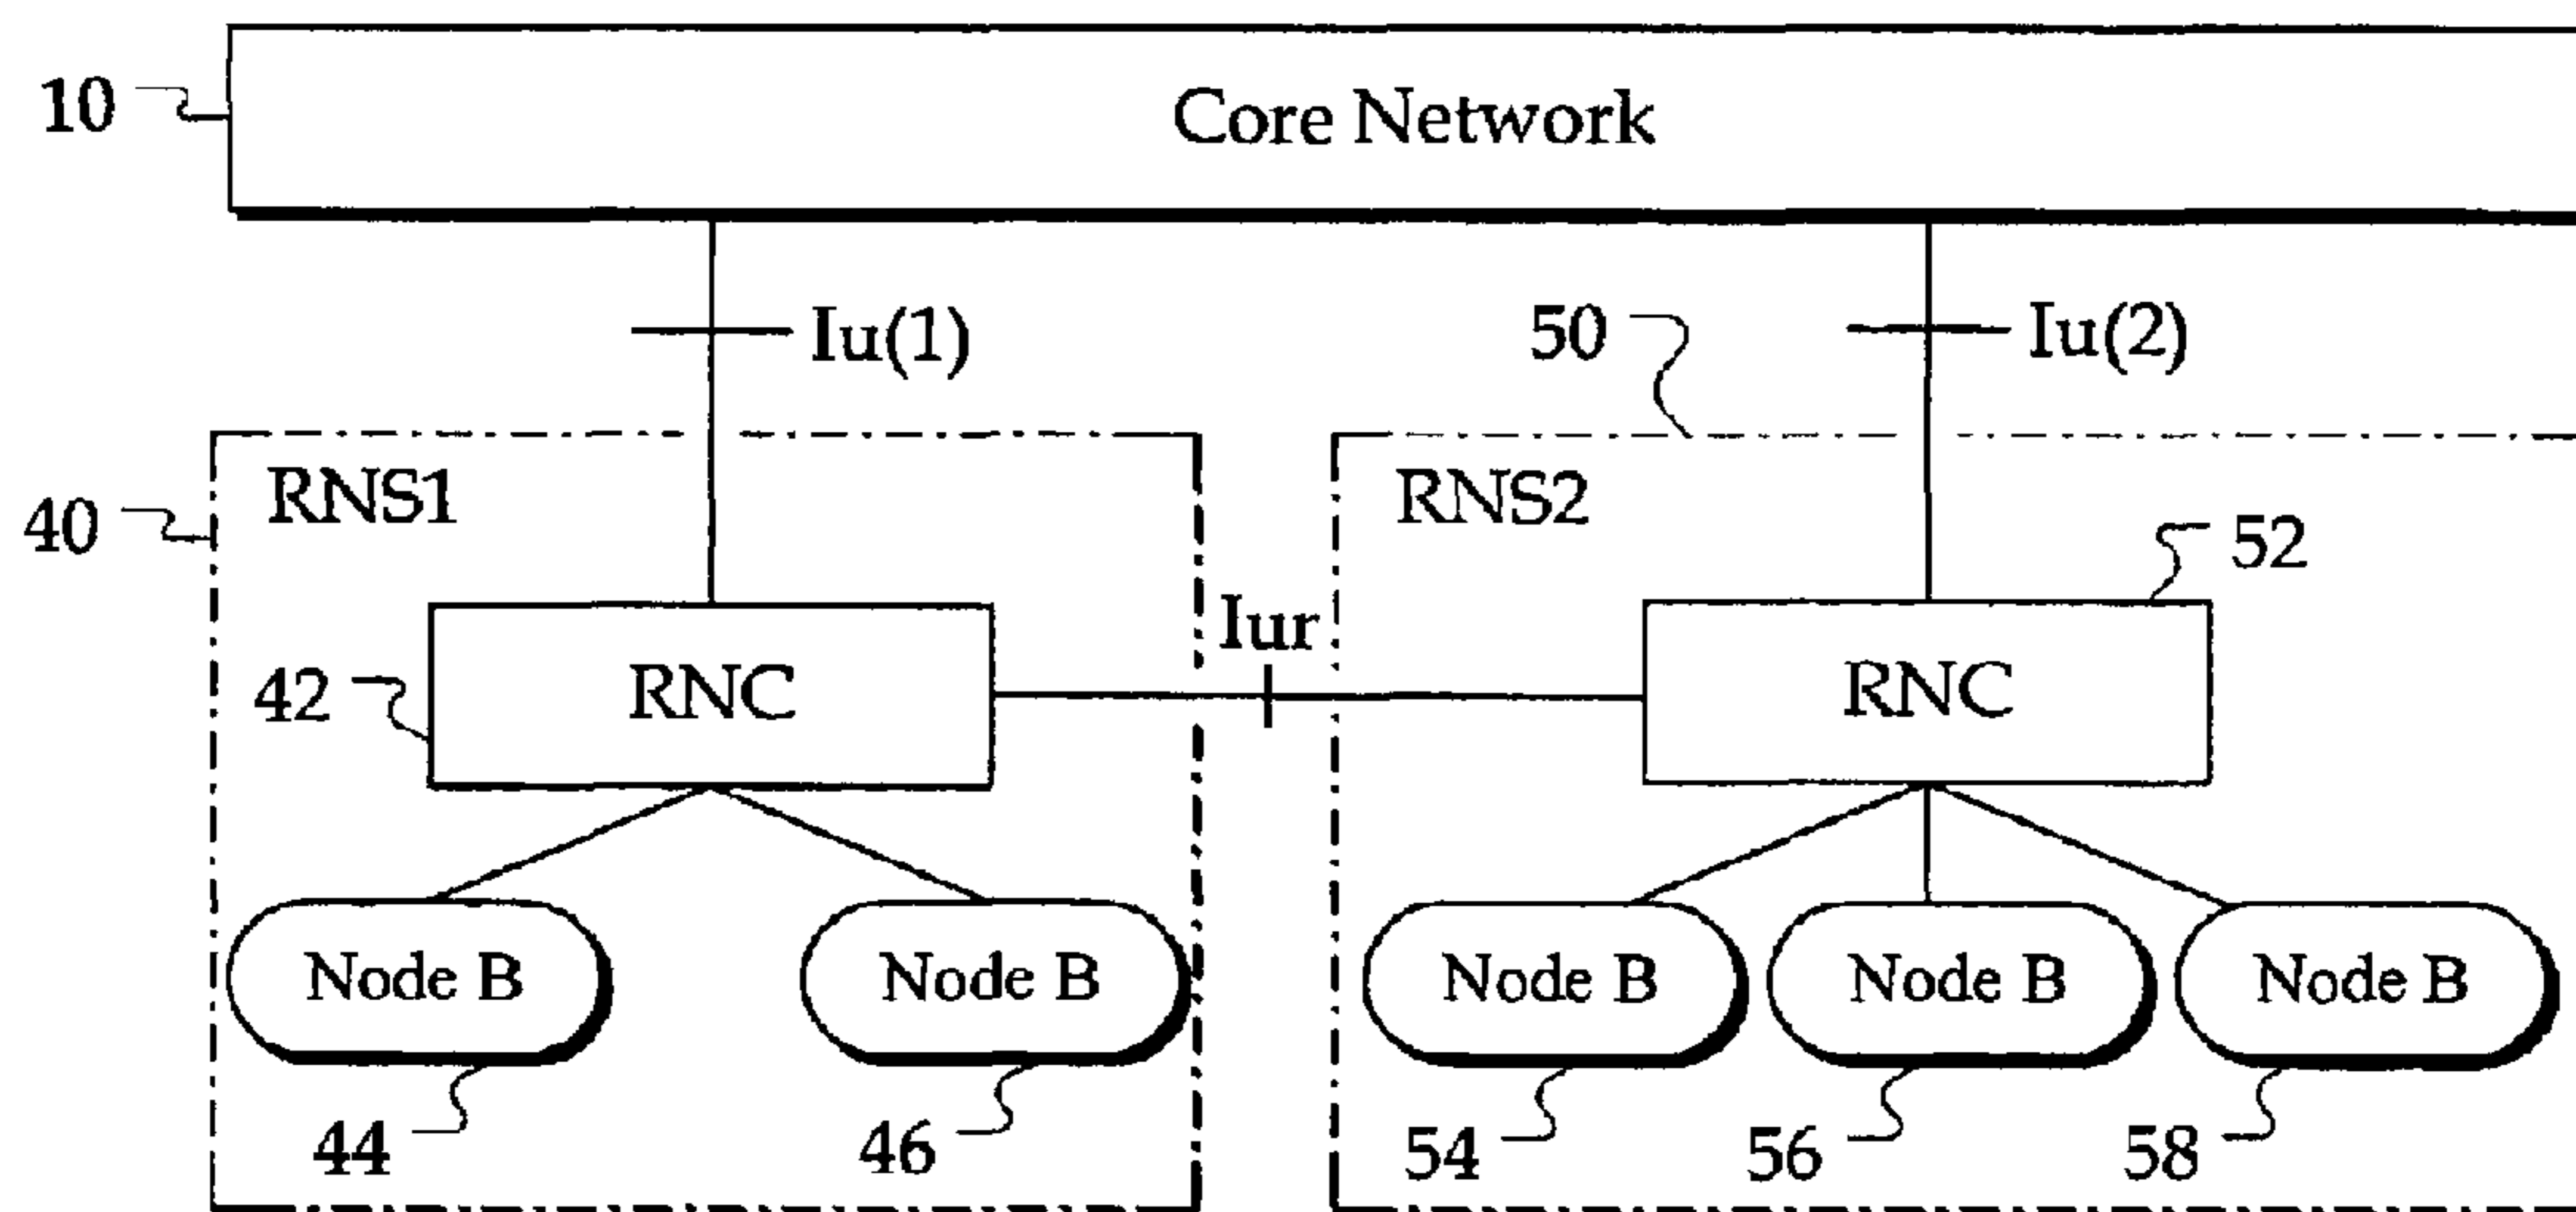 10
Core Network
Iu(1)
50
Iu(2)
RNS1
RNS2
40
52
Iur
42
RNC
RNC
Node B
Node B
Node B
Node B
Node B
44
46
54
56
58